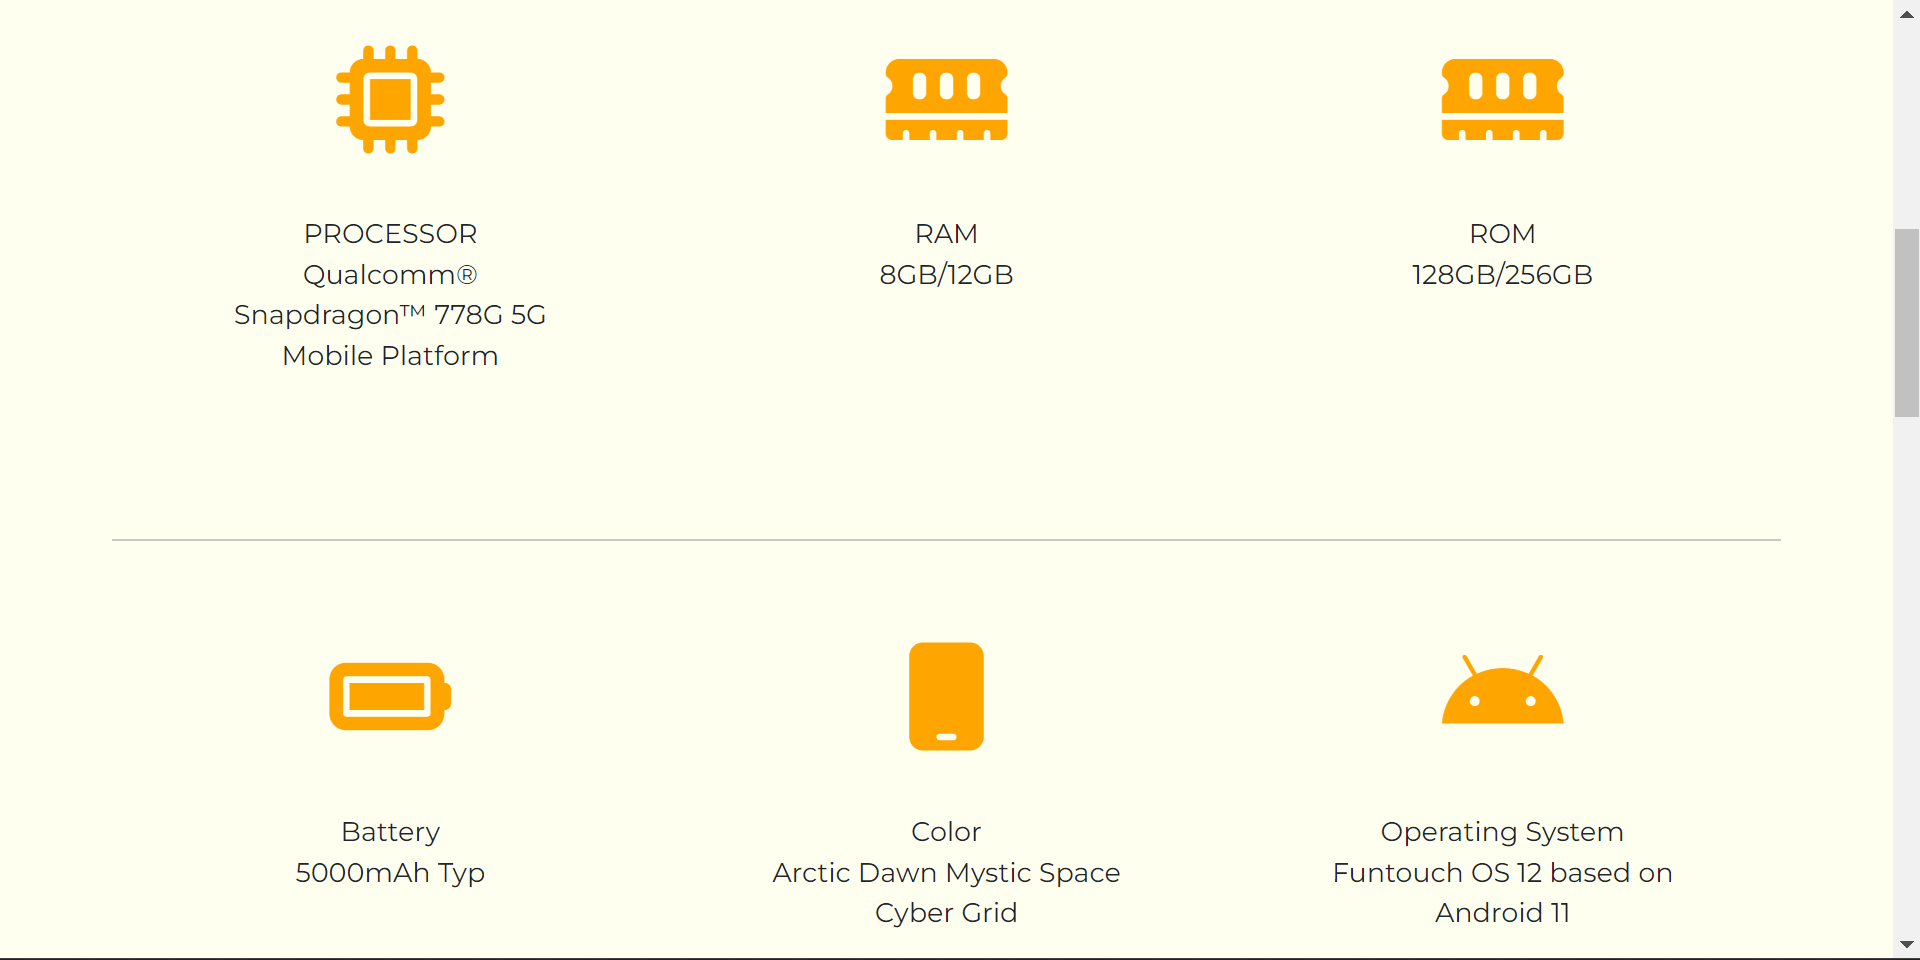 PROCESSOR
Qualcomm®
Snapdragon™ 778G 5G
Mobile Platform
RAM
8GB/12GB
ROM
128GB/256GB
Battery
5000mAh Typ
Color
Arctic Dawn Mystic Space
Cyber Grid
Operating System
Funtouch OS 12 based on
Android 11